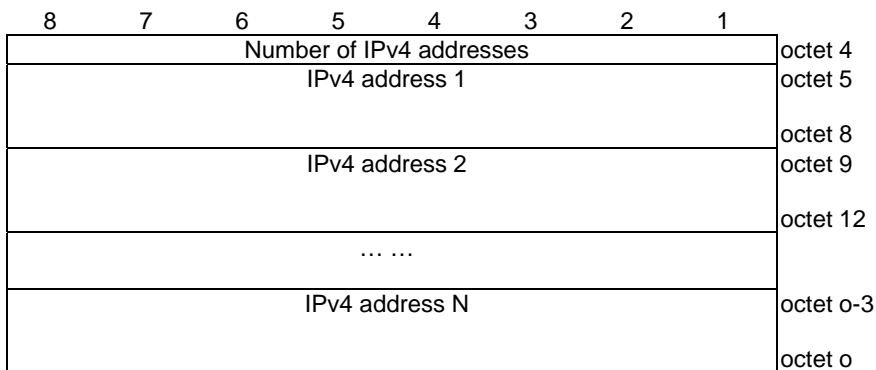 8 7 6 5 4 3 2 1
Number of IPv4 addresses octet 4
IPv4 address 1 octet 5
octet 8
IPv4 address 2 octet 9
octet 12
… …
IPv4 address N octet o-3
octet o